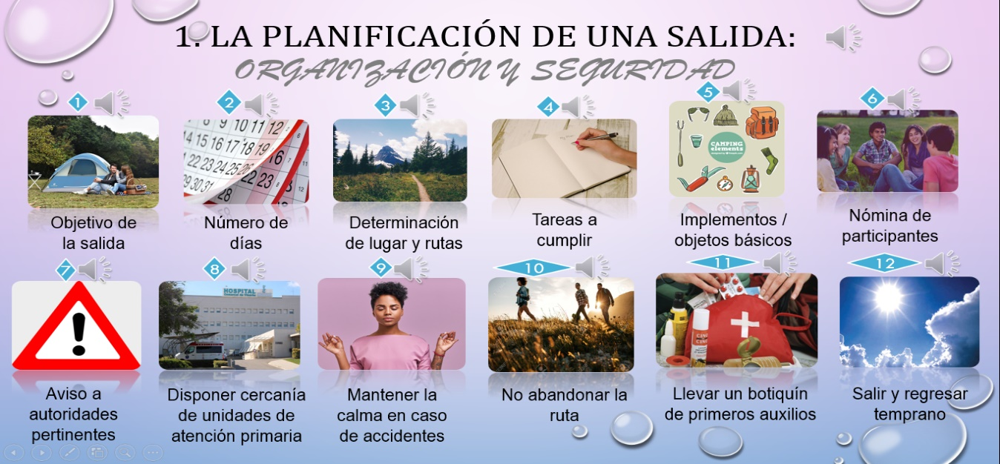 1. LA PLANIFICACIÓN DE UNA SALIDA:
ORGANIZACIÓN Y SEGURIDAD
1
2
3
4
5
6
8 9 10 11 12
14 15 16 17 18 19
22 23 24 25
29 30 31
16
22 23
28
CAMPING
elements
Objetivo de
la salida
Número de
días
Determinación
de lugar y rutas
Tareas a
cumplir
Implementos /
objetos básicos
Nómina de
participantes
7
8
9
10
11
12
HOSPITAL
Aviso a
autoridades
pertinentes
Disponer cercanía
de unidades de
atención primaria
Mantener la
calma en caso
de accidentes
No abandonar la
ruta
Llevar un botiquín
de primeros auxilios
Salir y regresar
temprano